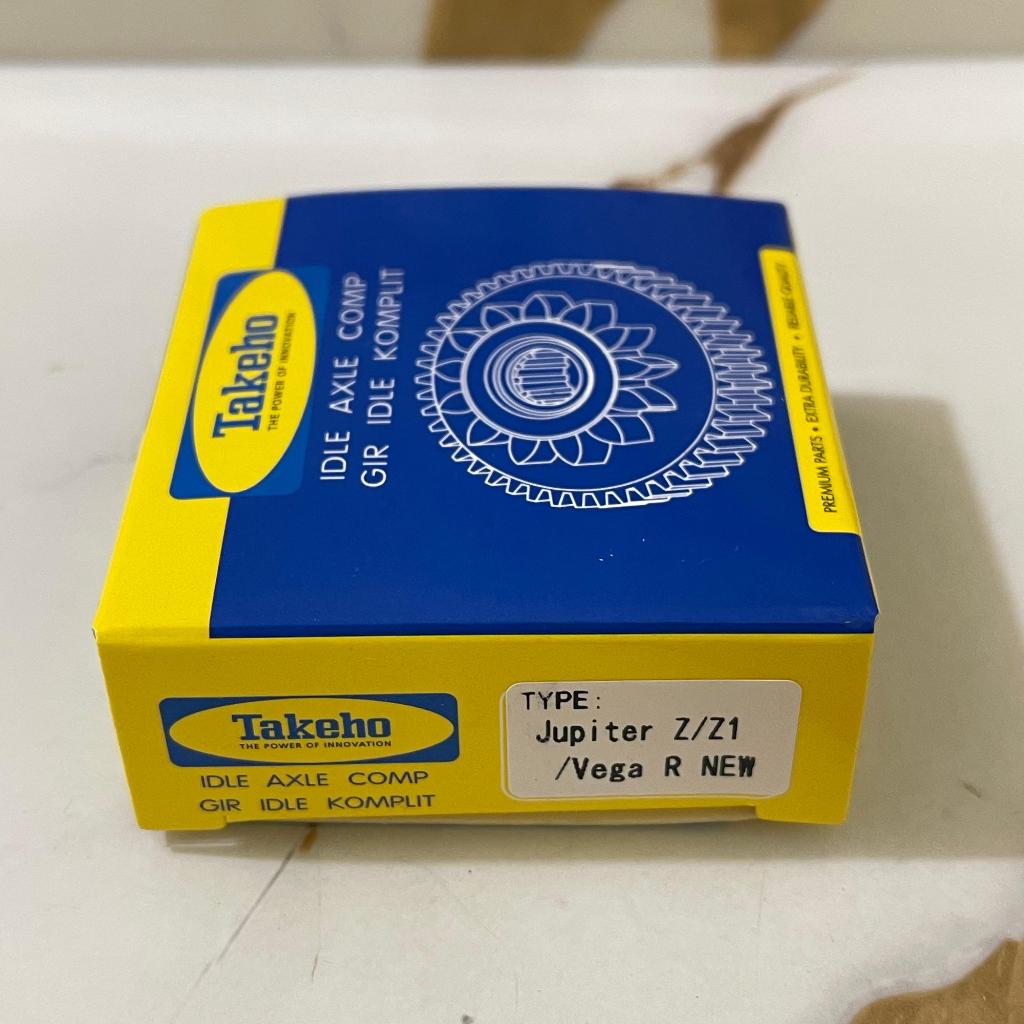 Takeho
THE POWER OF INNOVATION
IDLE AXLE COMP
GIR IDLE KOMPLIT
PREMIUM PARTS • EXTRA DURABILITY • RELIABLE QUALITY
Takeho
THE POWER OF INNOVATION
IDLE AXLE COMP
GIR IDLE KOMPLIT
TYPE:
Jupiter Z/Z1
/Vega R NEW